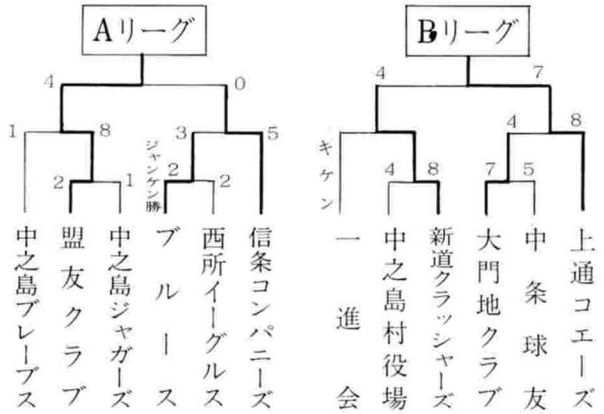 Aリーグ
Bリーグ
4
0
4
7
1
8
3
5
キケン
4
8
ジャンケン勝
2
1
2
2
4
8
7
5
中之島ブレーブス
盟友クラブ
中之島ジャガーズ
ブルース
西所イーグルス
信条コンパニーズ
一進会
中之島村役場
新道クラッシャーズ
大門地クラブ
中条球友
上通コエーズ